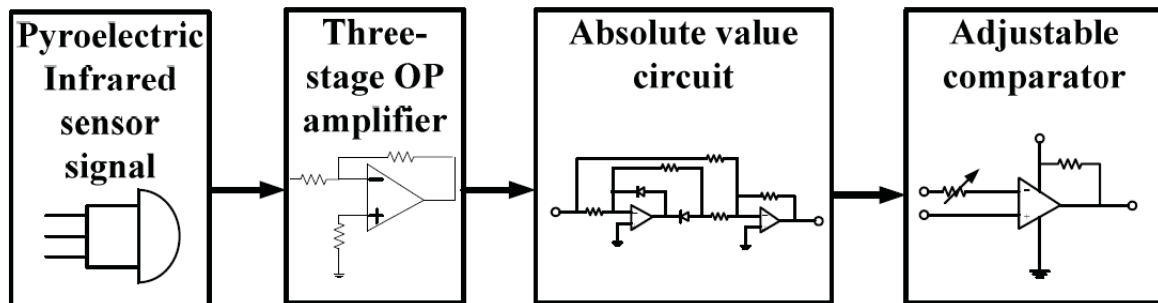 Pyroelectric
Infrared
sensor
signal
Three-
stage OP
amplifier
Absolute value
circuit
Adjustable
comparator